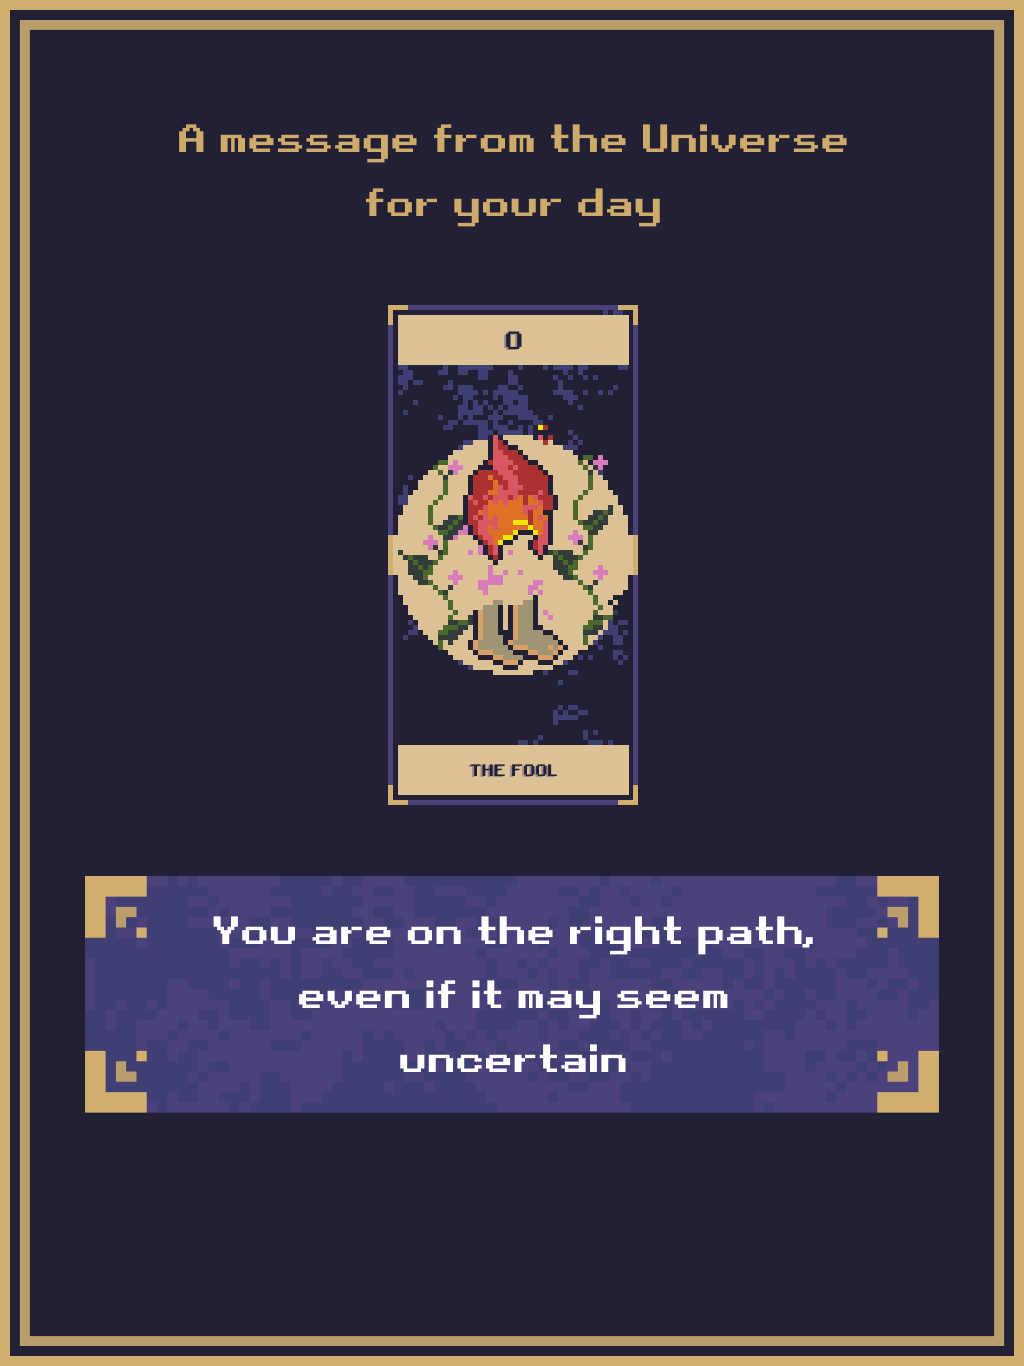 A message from the Universe
for your day
0
THE FOOL
You are on the right path,
even if it may seem
uncertain